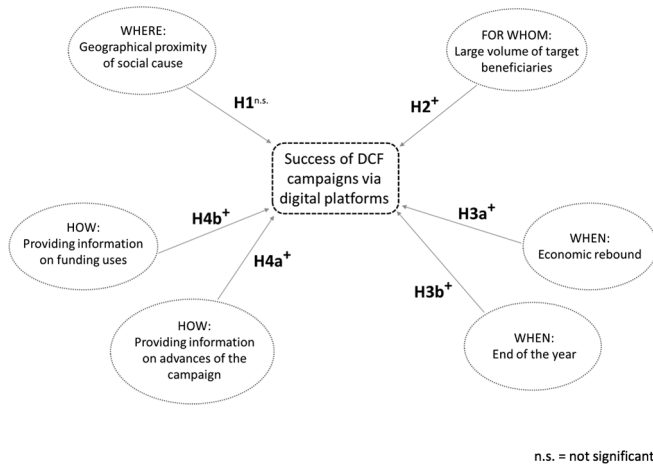 WHERE:
Geographical proximity
of social cause
FOR WHOM:
Large volume of target
beneficiaries
H1n.s.
H2+
Success of DCF
campaigns via
digital platforms
H4b+
H3a+
HOW:
Providing information
on funding uses
WHEN:
Economic rebound
H4a+
H3b+
HOW:
Providing information
on advances of the
campaign
WHEN:
End of the year
n.s. = not significant